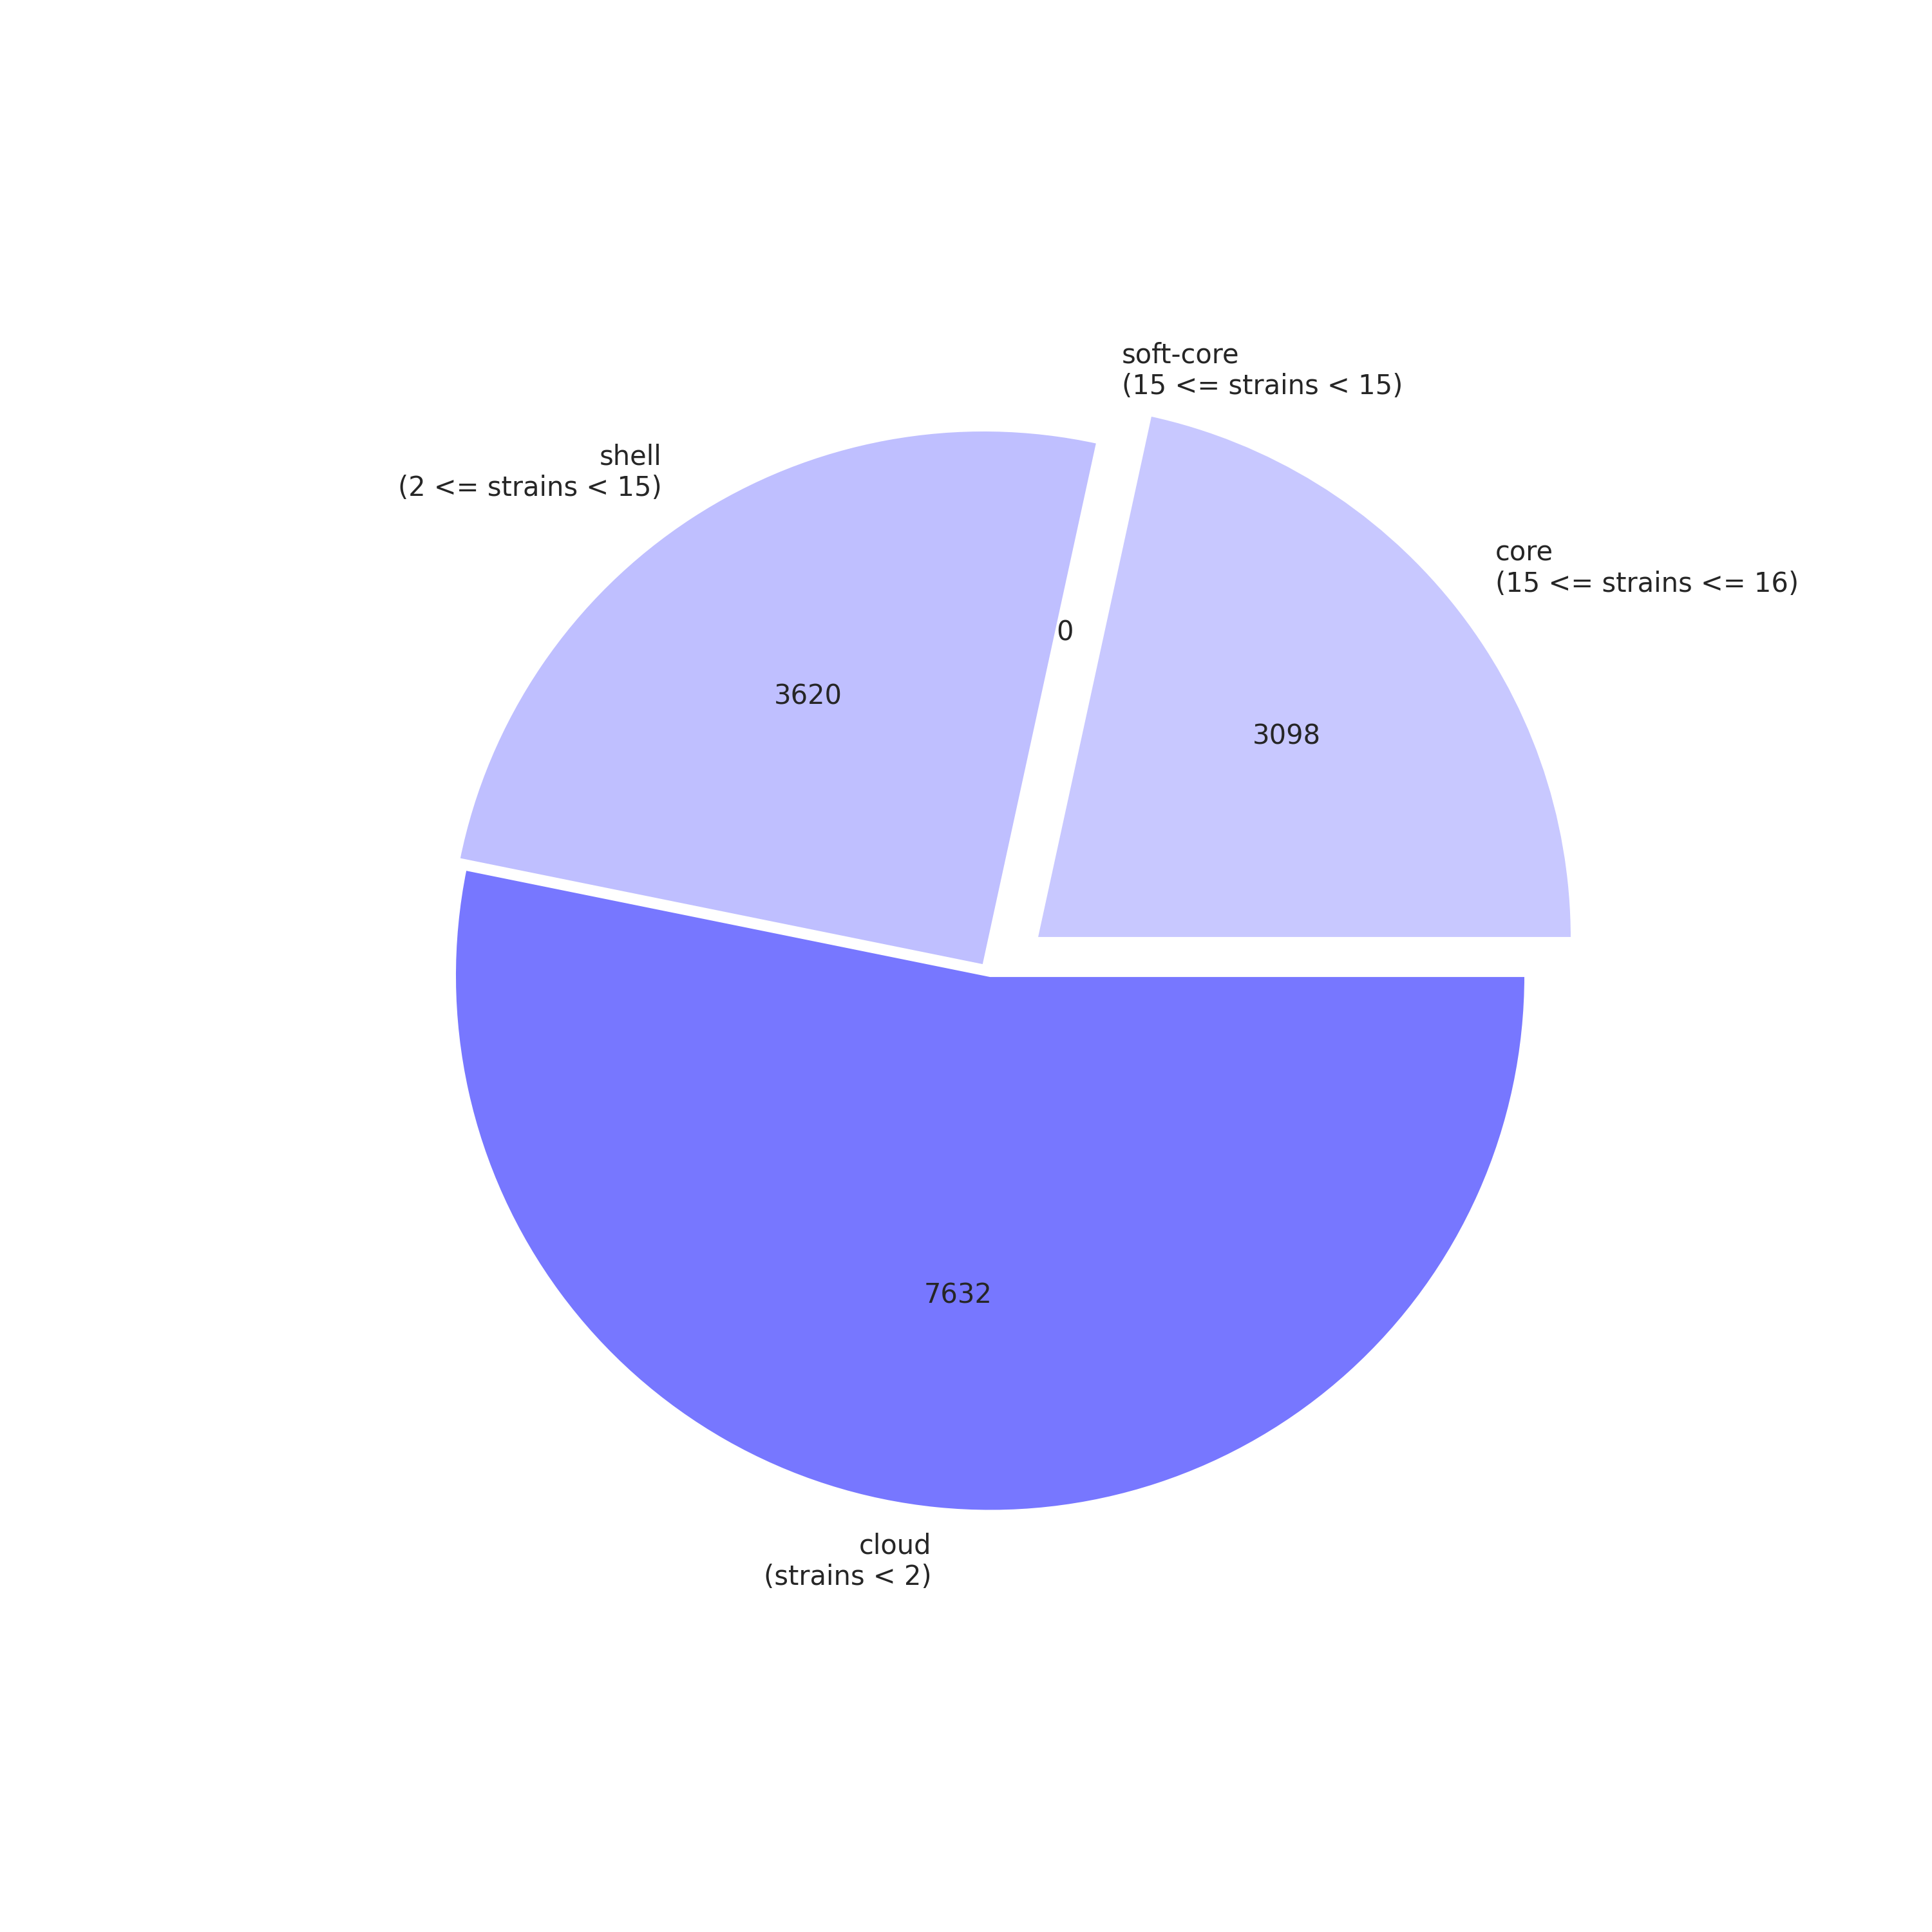 soft-core
(15 <= strains < 15)
shell
(2 <= strains < 15)
core
(15 <= strains <= 16)
0
3620
3098
7632
cloud
(strains < 2)